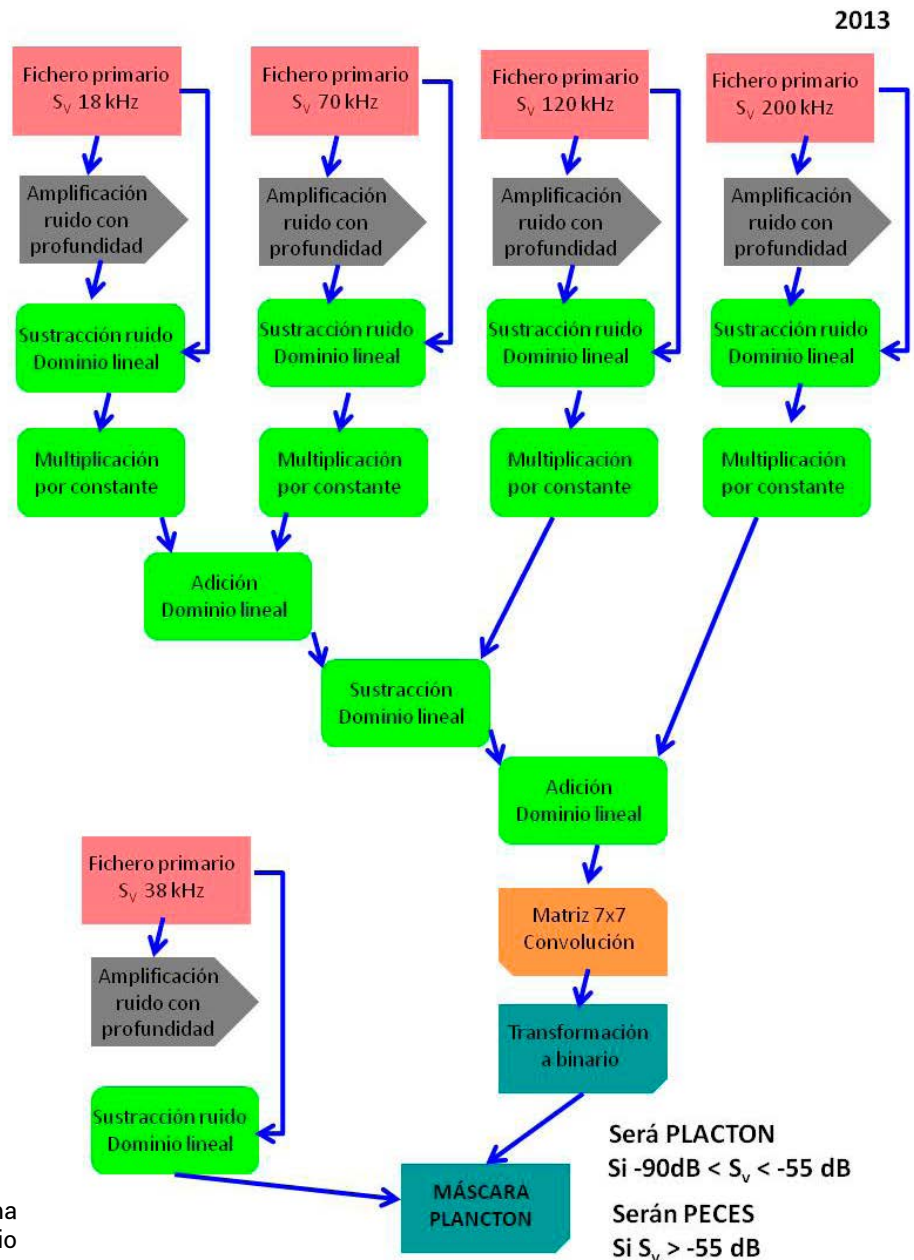 2013
Fichero primario
Sv 18 kHz
Fichero primario
Sv 70 kHz
Fichero primario
Sv 120 kHz
Fichero primario
Sv 200 kHz
Amplificación
ruido con
profundidad
Amplificación
ruido con
profundidad
Amplificación
ruido con
profundidad
Amplificación
ruido con
profundidad
Sustracción ruido
Dominio lineal
Sustracción ruido
Dominio lineal
Sustracción ruido
Dominio lineal
Sustracción ruido
Dominio lineal
Multiplicación
por constante
Multiplicación
por constante
Multiplicación
por constante
Multiplicación
por constante
Adición
Dominio lineal
Sustracción
Dominio lineal
Adición
Dominio lineal
Fichero primario
Sv 38 kHz
Matriz 7x7
Convolución
Amplificación
ruido con
profundidad
Transformación
a binario
Sustracción ruido
Dominio lineal
MÁSCARA
PLANCTON
Será PLACTON
Si -90dB < Sv < -55 dB
Serán PECES
Si Sv > -55 dB
na
io